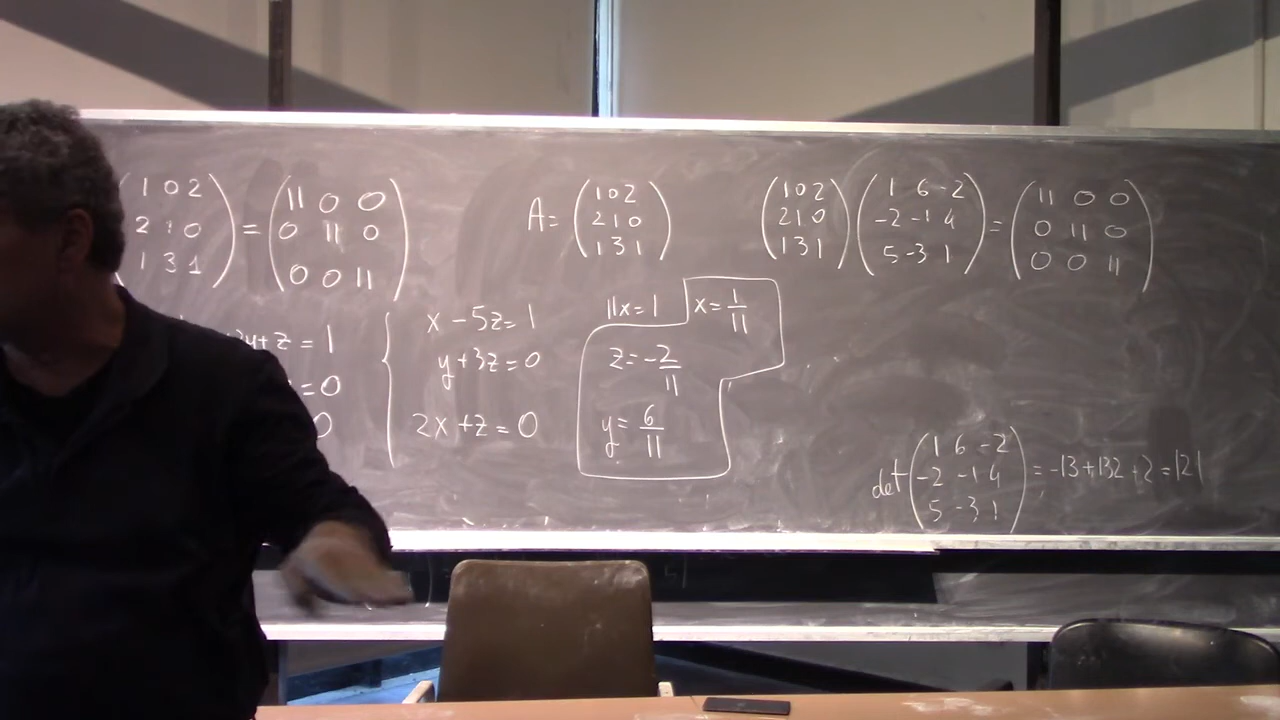 1 0 2 11 0 0
2 1 0 = 0 11 0
1 3 1 0 0 11
A= 1 0 2
2 1 0
1 3 1
1 0 2 1 6 -2 11 0 0
2 1 0 -2 -1 4 = 0 11 0
1 3 1 5 -3 1 0 0 11
y+z=1
=0
0
x-5z=1
y+3z=0
2x+z=0
11x=1 x=1/11
z=-2/11
y=6/11
1 6 -2
det -2 -1 4 =-13+132+2=121
5 -3 1